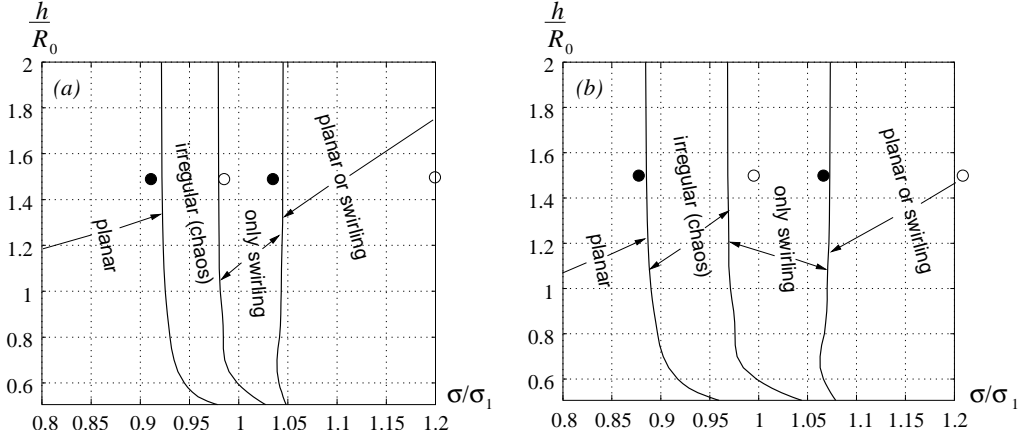 h
R0
2
1.8
1.6
1.4
1.2
1
0.8
0.6
(a)
planar
irregular (chaos)
only swirling
planar or swirling
0.8 0.85 0.9 0.95 1 1.05 1.1 1.15 1.2
σ/σ1
h
R0
2
1.8
1.6
1.4
1.2
1
0.8
0.6
(b)
planar
irregular (chaos)
only swirling
planar or swirling
0.8 0.85 0.9 0.95 1 1.05 1.1 1.15 1.2
σ/σ1